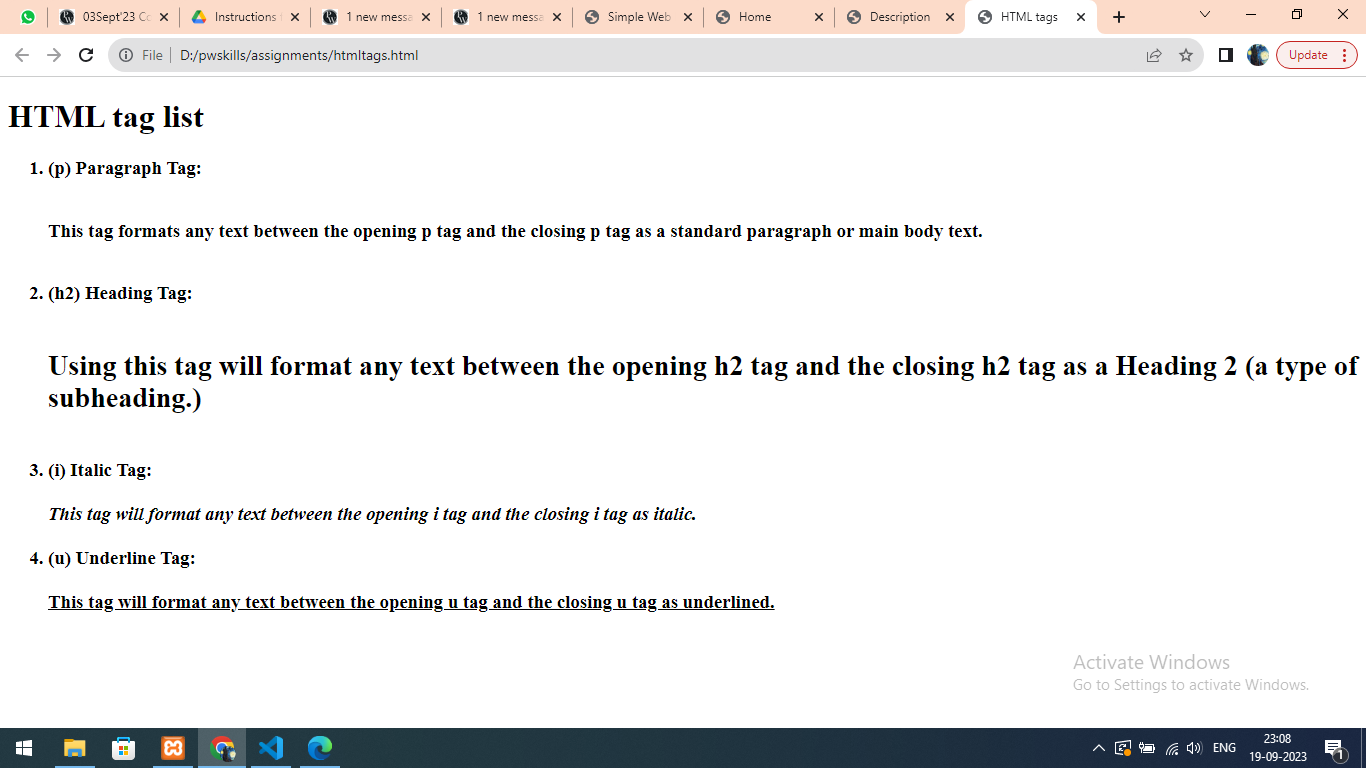 03Sept'23 Co
Instructions
1 new messa
1 new messa
Simple Web
Home
Description
HTML tags
File
D:/pwskills/assignments/htmltags.html
Update
HTML tag list
1. (p) Paragraph Tag:
This tag formats any text between the opening p tag and the closing p tag as a standard paragraph or main body text.
2. (h2) Heading Tag:
Using this tag will format any text between the opening h2 tag and the closing h2 tag as a Heading 2 (a type of
subheading.)
3. (i) Italic Tag:
This tag will format any text between the opening i tag and the closing i tag as italic.
4. (u) Underline Tag:
This tag will format any text between the opening u tag and the closing u tag as underlined.
Activate Windows
Go to Settings to activate Windows.
ENG
23:08
19-09-2023
1